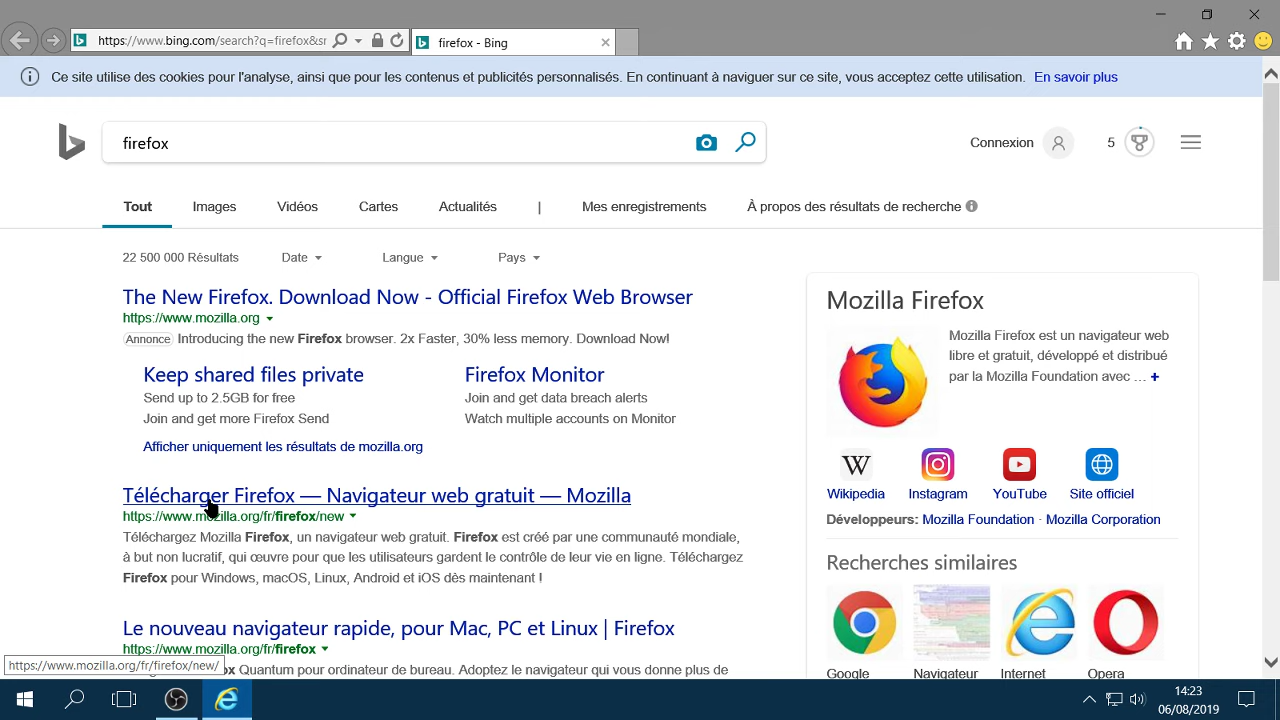 https://www.bing.com/search?q=firefox&sr
firefox - Bing
Ce site utilise des cookies pour l'analyse, ainsi que pour les contenus et publicités personnalisés. En continuant à naviguer sur ce site, vous acceptez cette utilisation. En savoir plus
firefox
Connexion
5
Tout Images Vidéos Cartes Actualités | Mes enregistrements À propos des résultats de recherche
22 500 000 Résultats Date Langue Pays
The New Firefox. Download Now - Official Firefox Web Browser
https://www.mozilla.org
Annonce Introducing the new Firefox browser. 2x Faster, 30% less memory. Download Now!
Keep shared files private
Send up to 2.5GB for free
Join and get more Firefox Send
Firefox Monitor
Join and get data breach alerts
Watch multiple accounts on Monitor
Afficher uniquement les résultats de mozilla.org
Télécharger Firefox — Navigateur web gratuit — Mozilla
https://www.mozilla.org/fr/firefox/new
Téléchargez Mozilla Firefox, un navigateur web gratuit. Firefox est créé par une communauté mondiale,
à but non lucratif, qui œuvre pour que les utilisateurs gardent le contrôle de leur vie en ligne. Téléchargez
Firefox pour Windows, macOS, Linux, Android et iOS dès maintenant !
Le nouveau navigateur rapide, pour Mac, PC et Linux | Firefox
https://www.mozilla.org/fr/firefox
Quantum pour ordinateur de bureau. Adoptez le navigateur qui vous donne plus de
https://www.mozilla.org/fr/firefox/new/
Mozilla Firefox
Mozilla Firefox est un navigateur web
libre et gratuit, développé et distribué
par la Mozilla Foundation avec ... +
W
Wikipedia Instagram YouTube Site officiel
Développeurs: Mozilla Foundation · Mozilla Corporation
Recherches similaires
Google Navigateur Internet Opera
14:23
06/08/2019